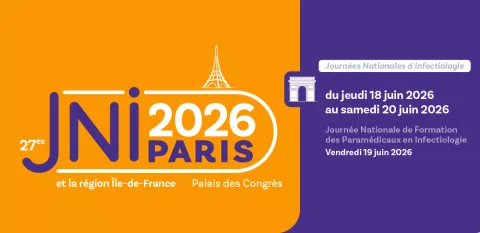 27es JNi 2026
PARIS
et la région Île-de-France Palais des Congrès
Journées Nationales d'infectiologie
du jeudi 18 juin 2026
au samedi 20 juin 2026
Journée Nationale de Formation
des Paramédicaux en Infectiologie
Vendredi 19 juin 2026